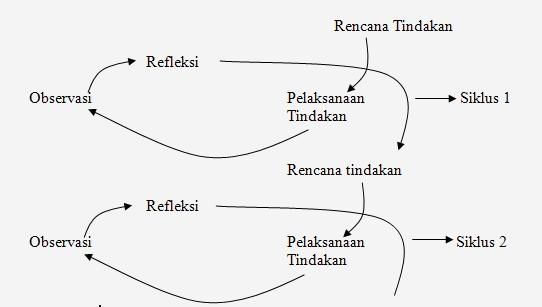 Rencana Tindakan
Refleksi
Observasi
Pelaksanaan
Tindakan
Siklus 1
Rencana tindakan
Refleksi
Observasi
Pelaksanaan
Tindakan
Siklus 2